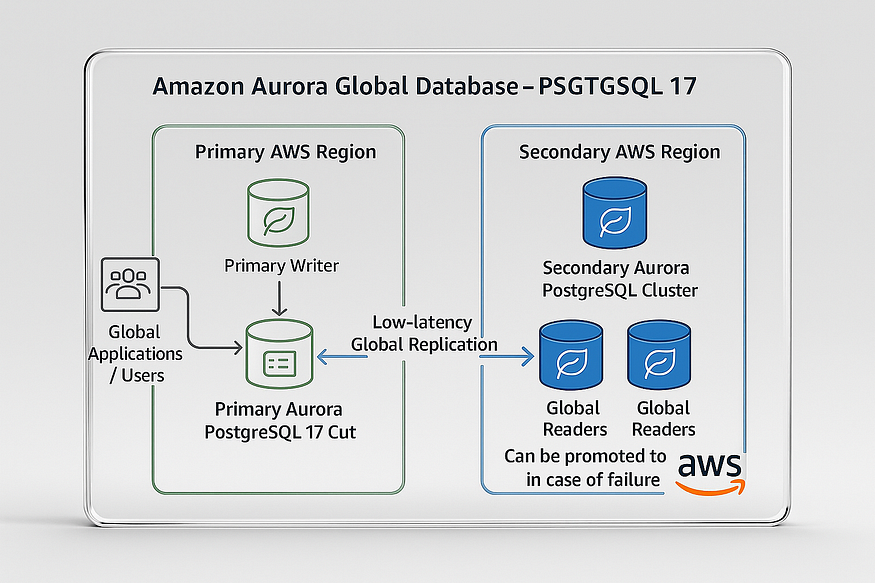 Amazon Aurora Global Database – PSGTGSQL 17
Primary AWS Region
Primary Writer
Global
Applications
/ Users
Primary Aurora
PostgreSQL 17 Cut
Low-latency
Global Replication
Secondary AWS Region
Secondary Aurora
PostgreSQL Cluster
Global
Readers
Global
Readers
Can be promoted to
in case of failure
aws